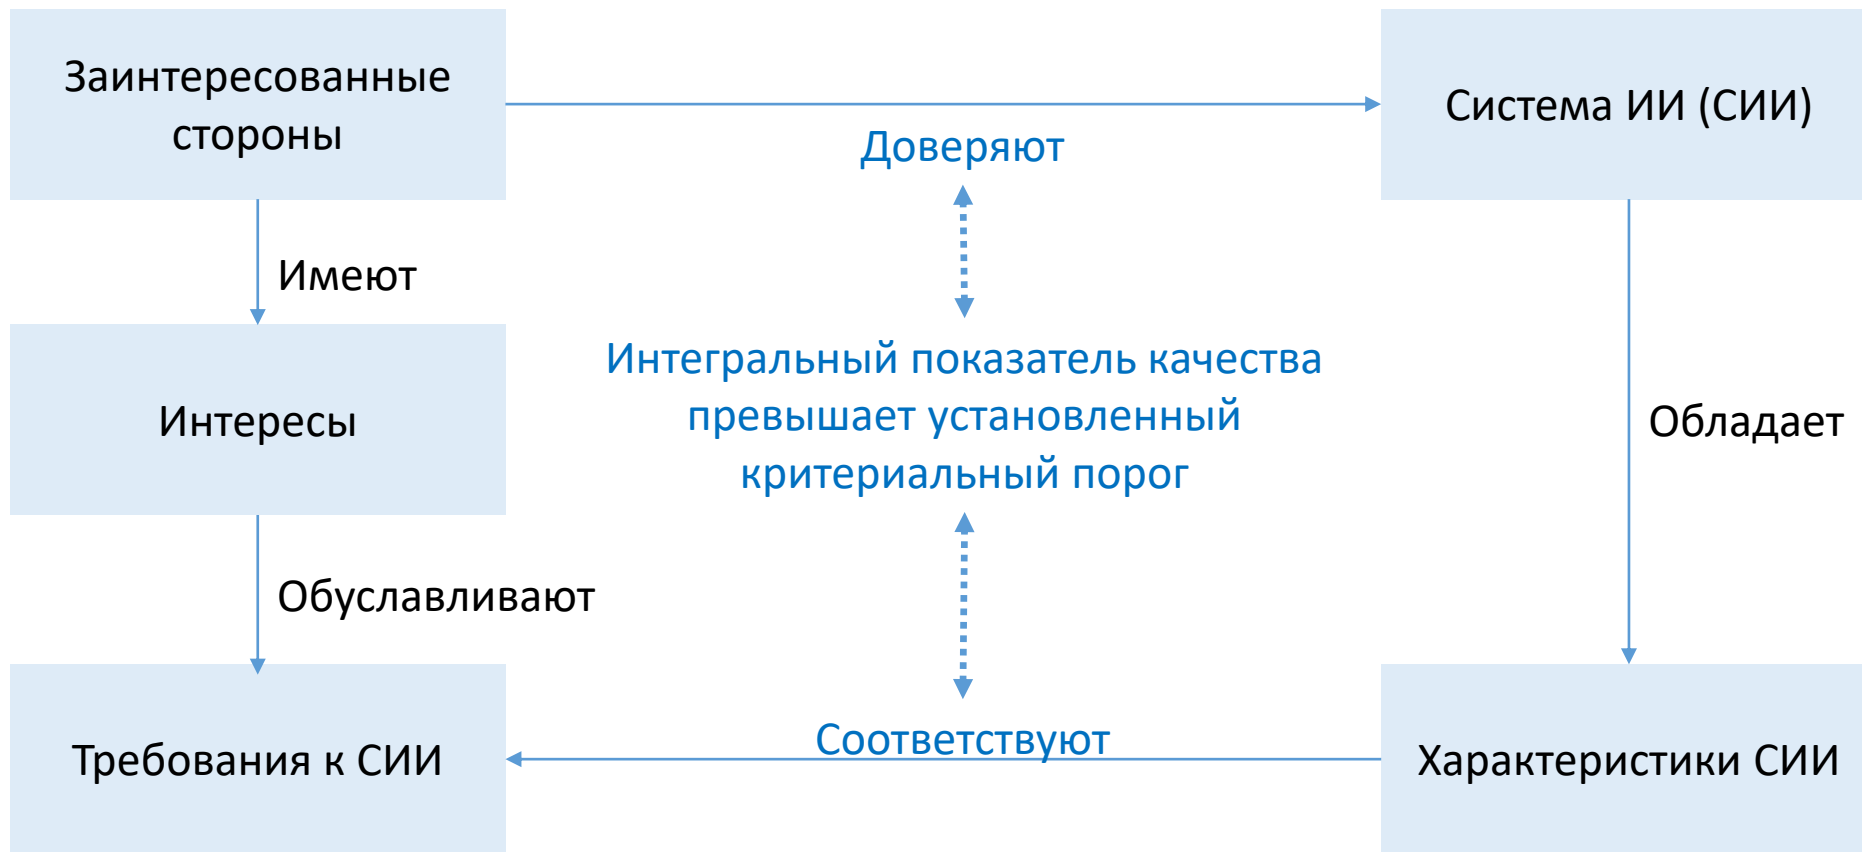 Заинтересованные
стороны
Система ИИ (СИИ)
Доверяют
Имеют
Интегральный показатель качества
превышает установленный
критериальный порог
Интересы
Обладает
Обуславливают
Соответствуют
Требования к СИИ
Характеристики СИИ